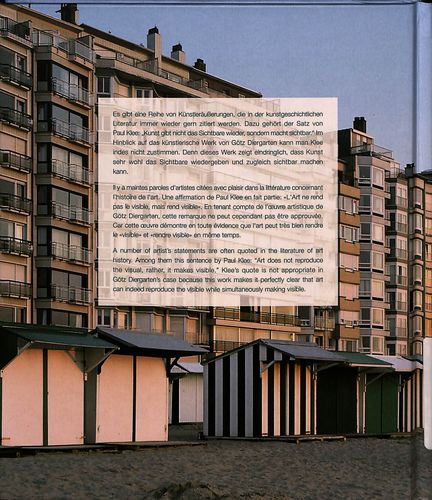 Es gibt eine Reihe von Künstleräußerungen, die in der kunstgeschichtlichen
Literatur immer wieder gern zitiert werden. Dazu gehört der Satz von
Paul Klee: „Kunst gibt nicht das Sichtbare wieder, sondern macht sichtbar.“ Im
Hinblick auf das künstlerische Werk von Götz Diergarten kann man Klee
indes nicht zustimmen. Denn dieses Werk zeigt eindringlich, dass Kunst
sehr wohl das Sichtbare wiedergeben und zugleich sichtbar machen
kann.
Il y a maintes paroles d'artistes citées avec plaisir dans la littérature concernant
l'histoire de l'art. Une affirmation de Paul Klee en fait partie: «L'Art ne rend
pas le visible, mais rend visible». En tenant compte de l'œuvre artistique de
Götz Diergarten, cette remarque ne peut cependant pas être approuvée.
Car cette œuvre démontre en toute évidence que l'art peut très bien rendre
le «visible» et «rendre visible» en même temps.
A number of artist's statements are often quoted in the literature of art
history. Among them this sentence by Paul Klee: "Art does not reproduce
the visual, rather, it makes visible." Klee's quote is not appropriate in
Götz Diergarten's case because this work makes it perfectly clear that art
can indeed reproduce the visible while simultaneously making visible.